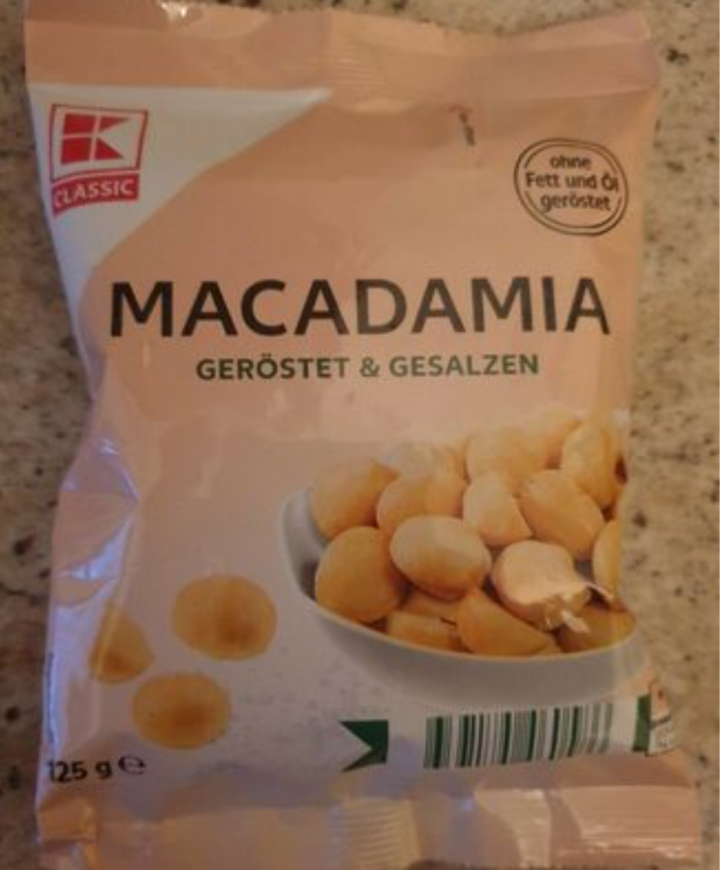 K
CLASSIC
ohne
Fett und Öl
geröstet
MACADAMIA
GERÖSTET & GESALZEN
125 g ℮